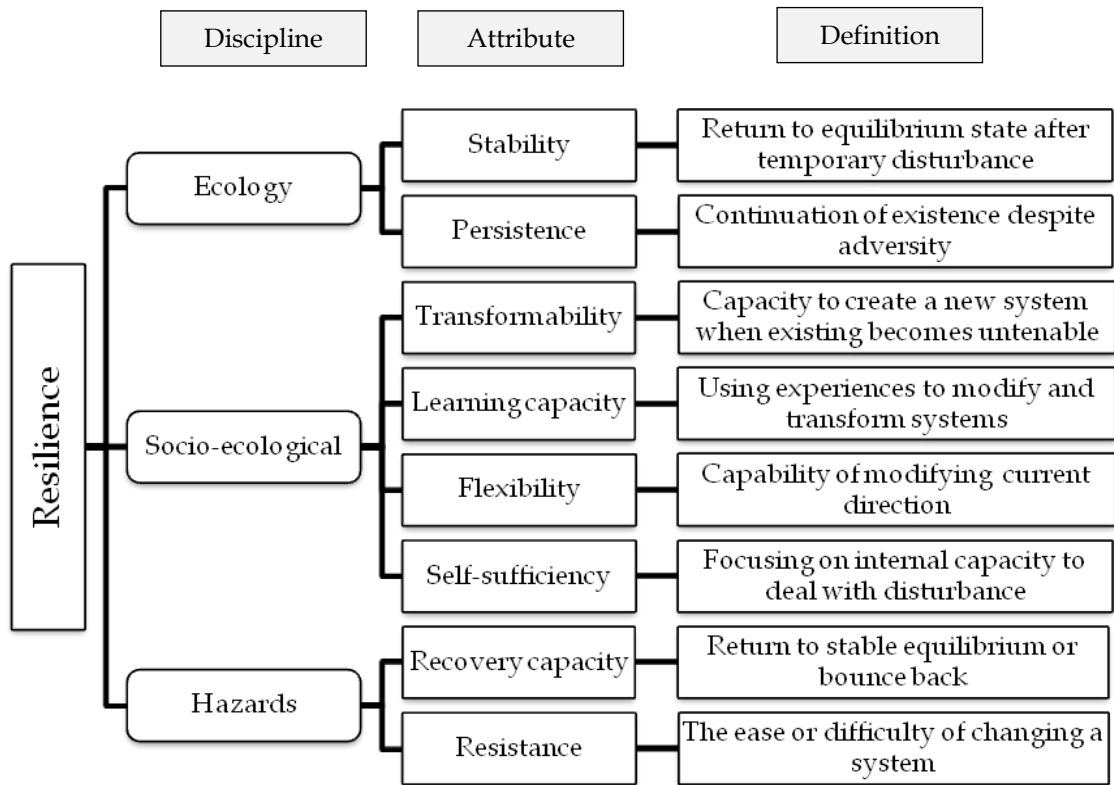 Discipline
Attribute
Definition
Resilience
Ecology
Stability
Return to equilibrium state after
temporary disturbance
Persistence
Continuation of existence despite
adversity
Socio-ecological
Transformability
Capacity to create a new system
when existing becomes untenable
Learning capacity
Using experiences to modify and
transform systems
Flexibility
Capability of modifying current
direction
Self-sufficiency
Focusing on internal capacity to
deal with disturbance
Hazards
Recovery capacity
Return to stable equilibrium or
bounce back
Resistance
The ease or difficulty of changing a
system